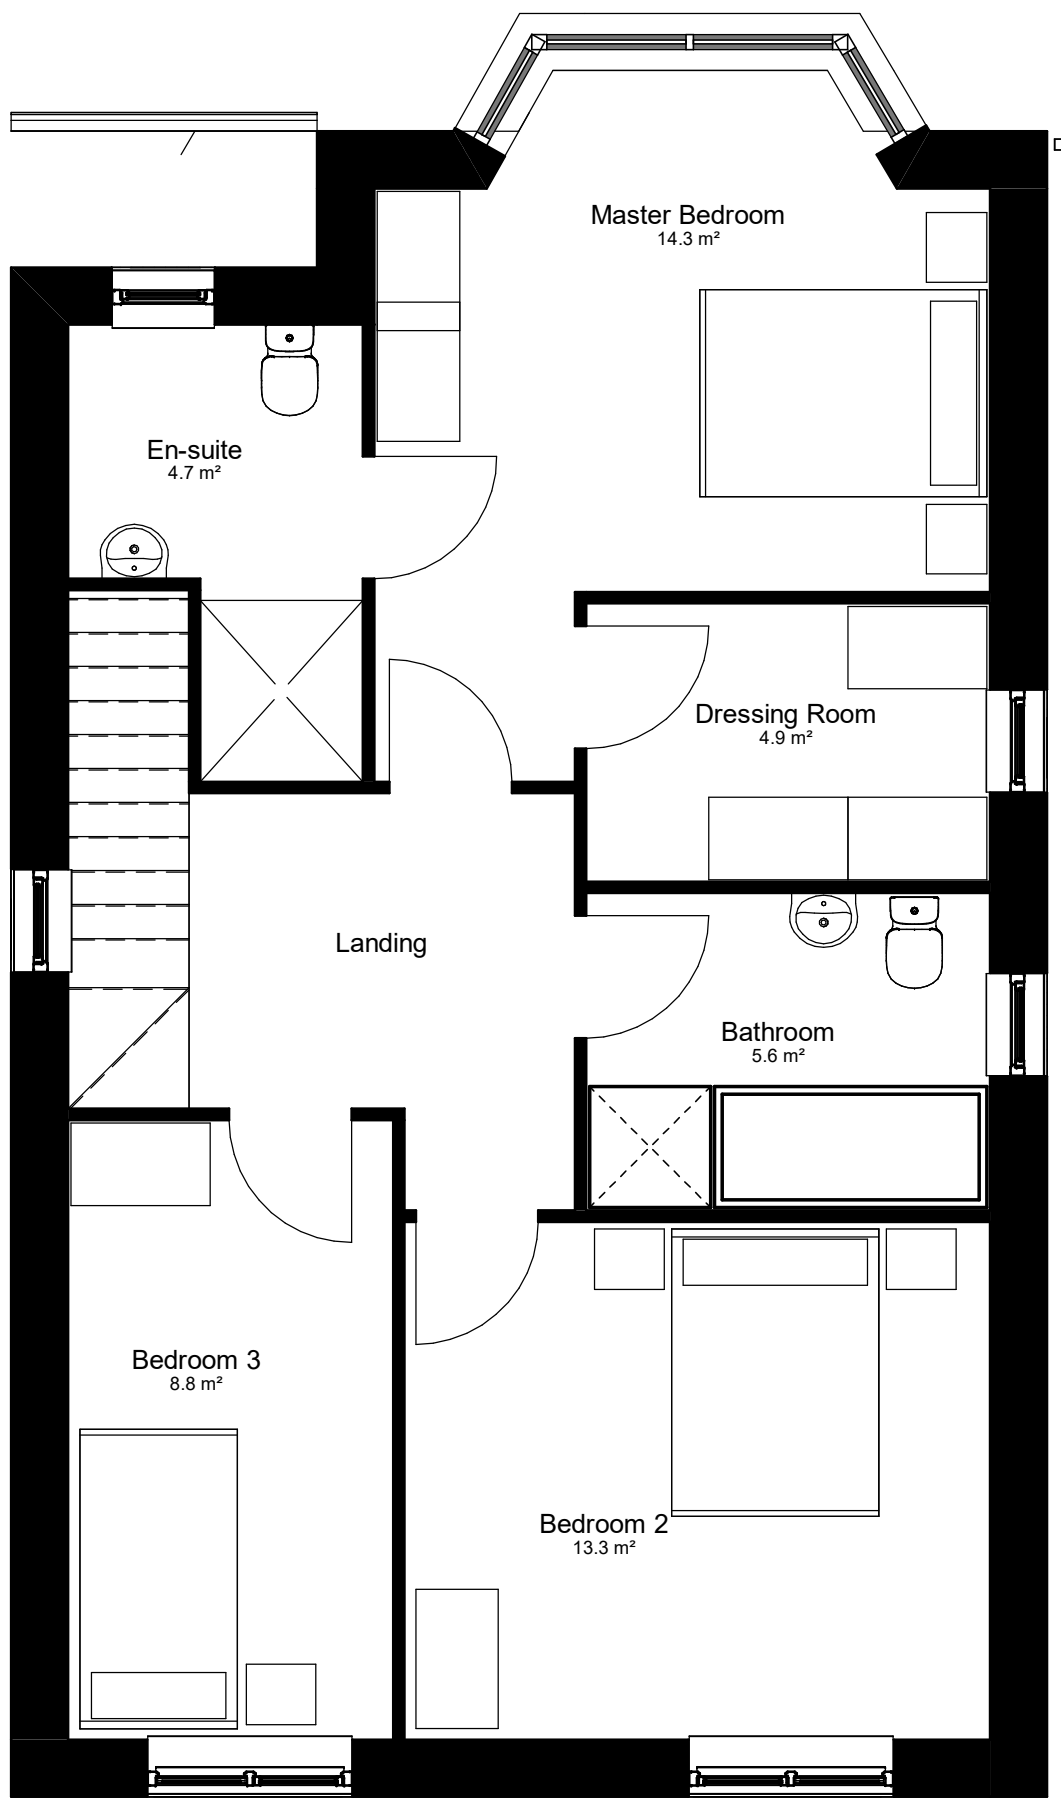 Master Bedroom
14.3 m²
En-suite
4.7 m²
Dressing Room
4.9 m²
Landing
Bathroom
5.6 m²
Bedroom 3
8.8 m²
Bedroom 2
13.3 m²